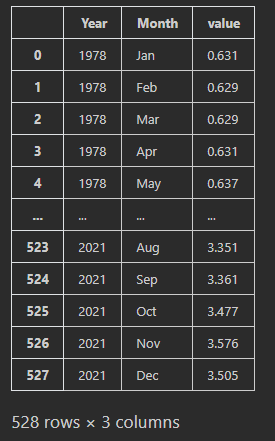 Year Month value
0 1978 Jan 0.631
1 1978 Feb 0.629
2 1978 Mar 0.629
3 1978 Apr 0.631
4 1978 May 0.637
... ... ... ...
523 2021 Aug 3.351
524 2021 Sep 3.361
525 2021 Oct 3.477
526 2021 Nov 3.576
527 2021 Dec 3.505
528 rows × 3 columns